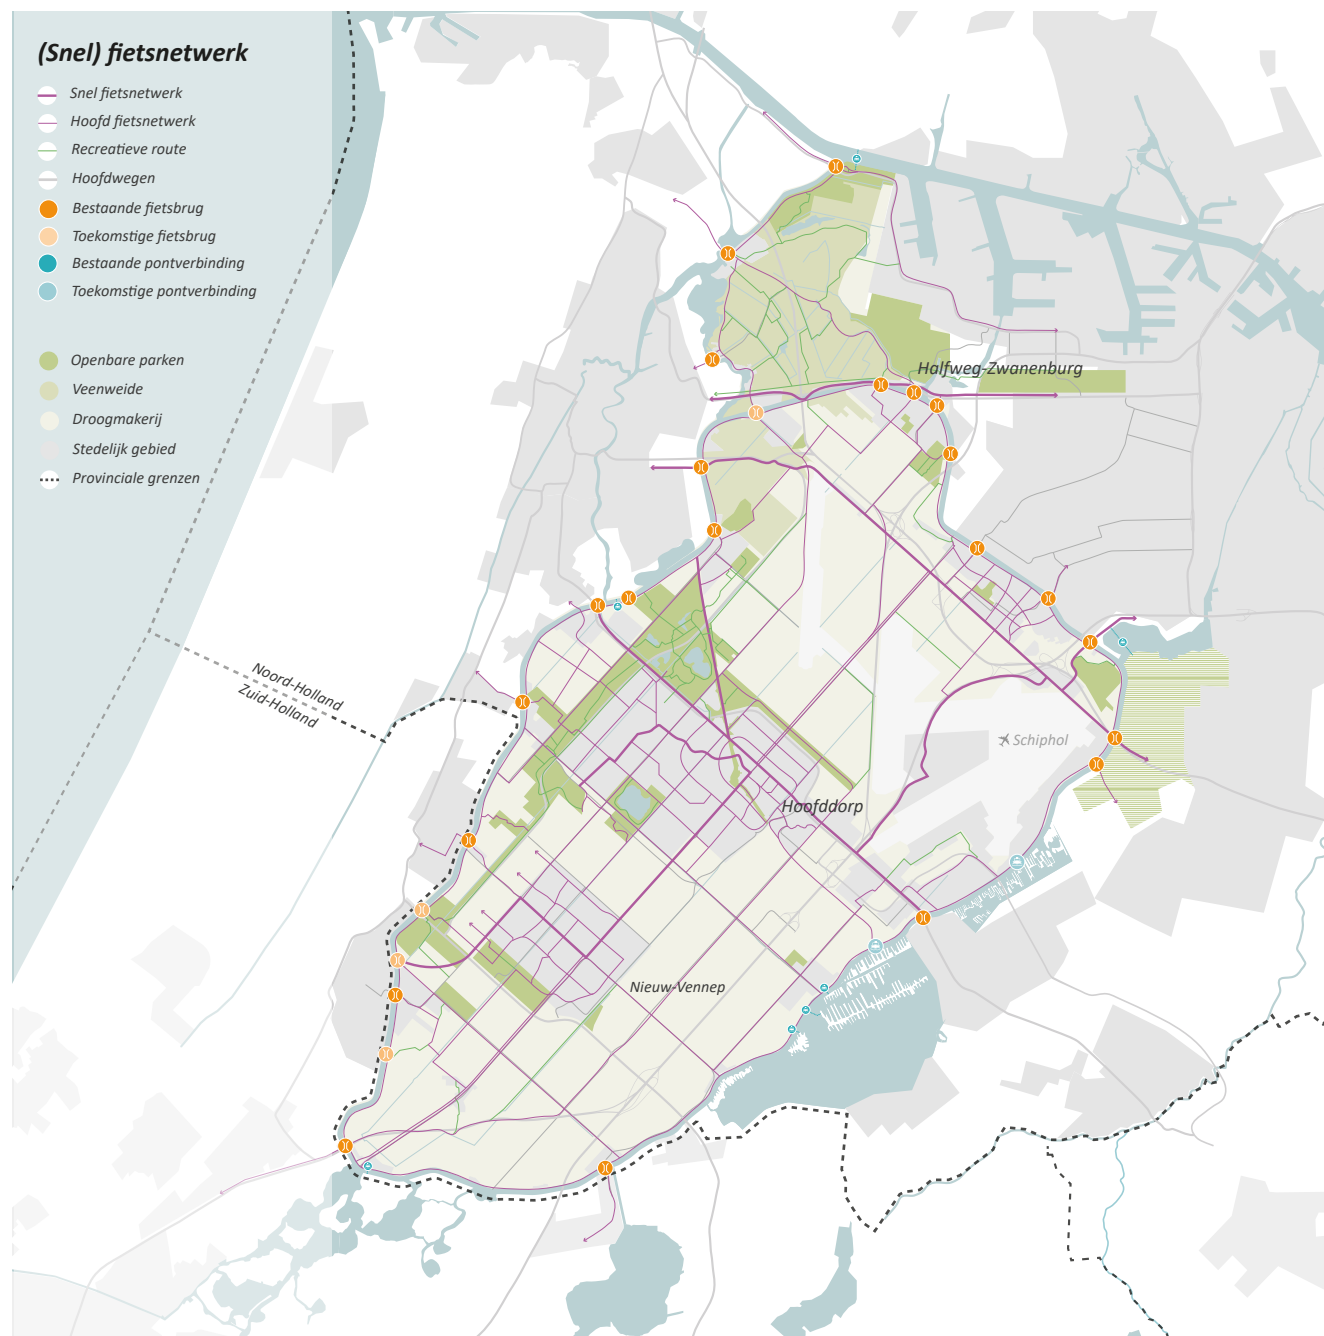 (Snel) fietsnetwerk
Snel fietsnetwerk
Hoofd fietsnetwerk
Recreatieve route
Hoofdwegen
Bestaande fietsbrug
Toekomstige fietsbrug
Bestaande pontverbinding
Toekomstige pontverbinding
Openbare parken
Veenweide
Droogmakerij
Stedelijk gebied
Provinciale grenzen
Halfweg-Zwanenburg
Noord-Holland
Zuid-Holland
Schiphol
Hoofddorp
Nieuw-Vennep